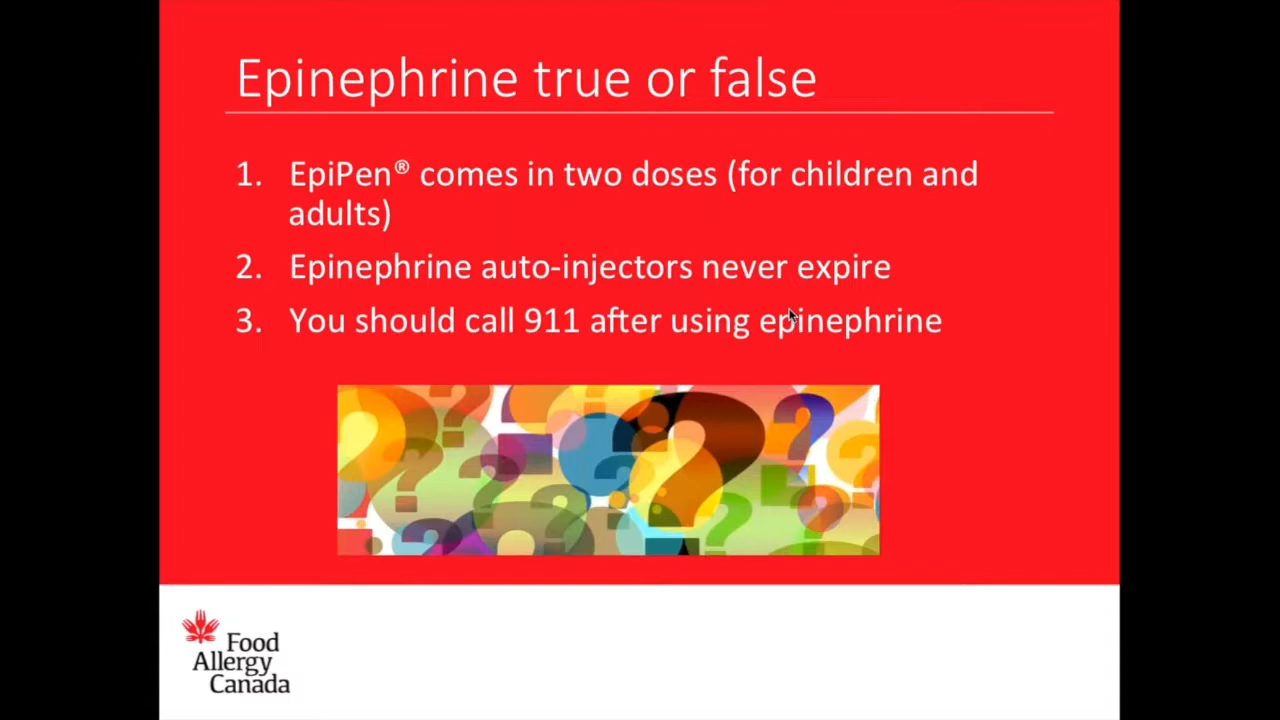 Epinephrine true or false
1. EpiPen® comes in two doses (for children and
adults)
2. Epinephrine auto-injectors never expire
3. You should call 911 after using epinephrine
Food
Allergy
Canada